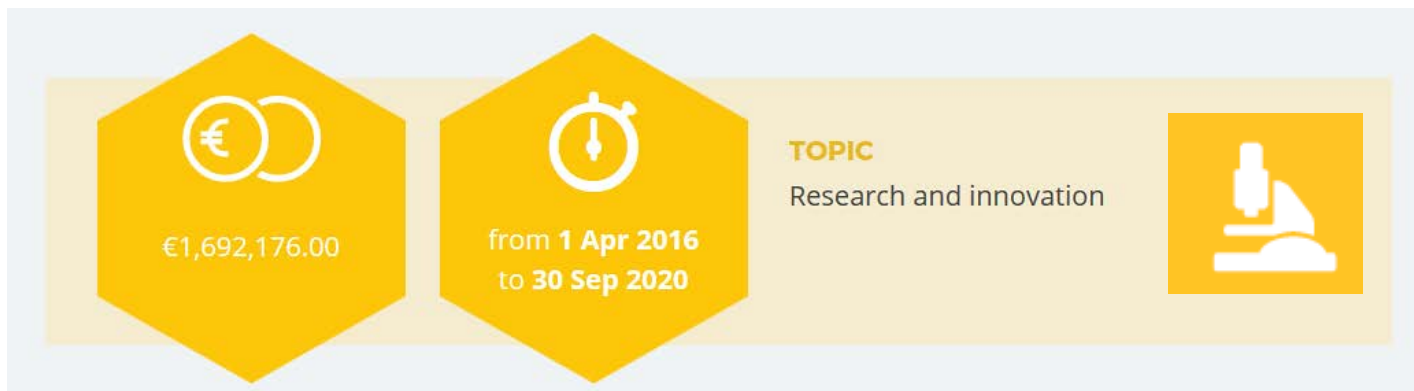 €
€1,692,176.00
from 1 Apr 2016
to 30 Sep 2020
TOPIC
Research and innovation